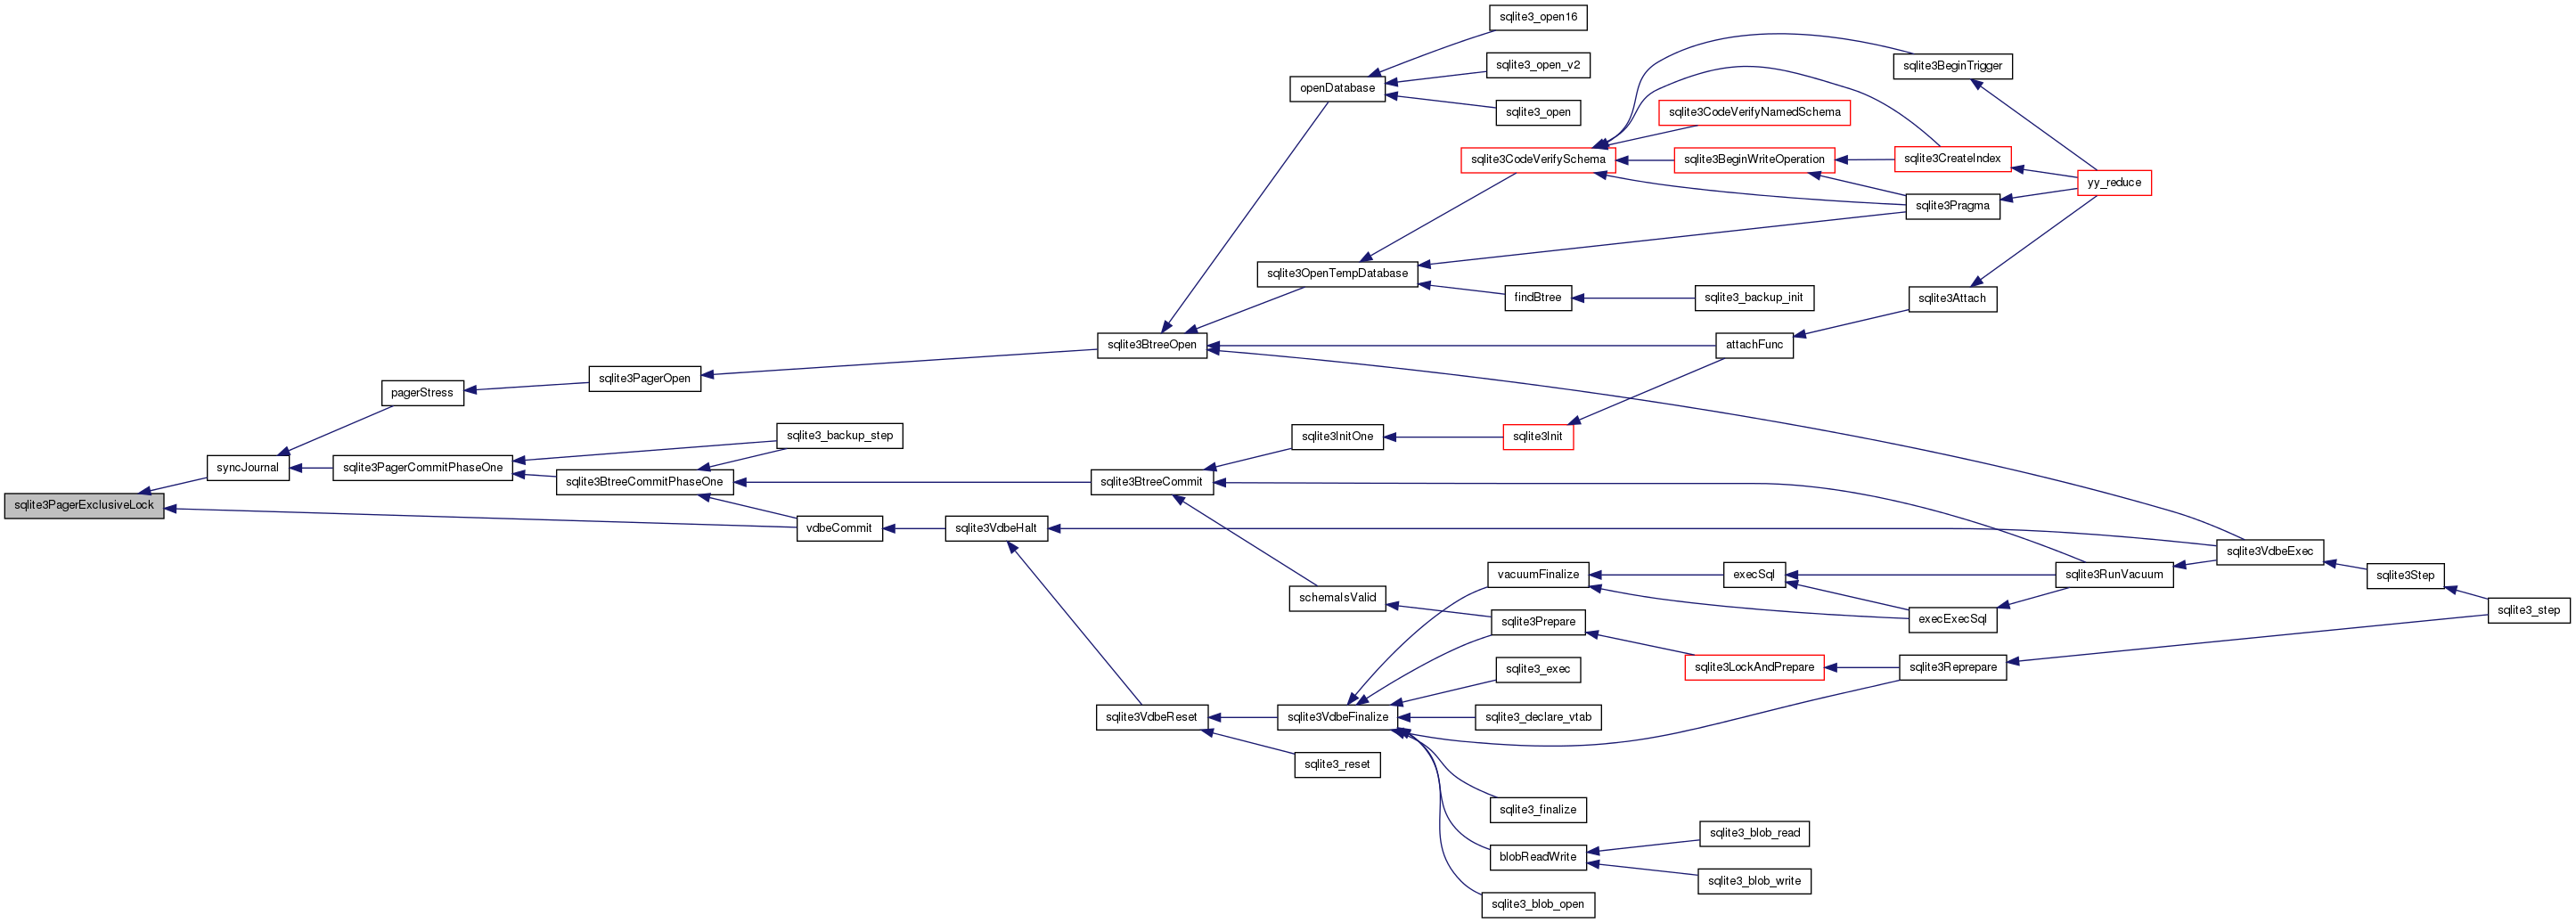 sqlite3_open16
sqlite3_open_v2
sqlite3BeginTrigger
openDatabase
sqlite3_open
sqlite3CodeVerifyNamedSchema
sqlite3CodeVerifySchema
sqlite3BeginWriteOperation
sqlite3CreateIndex
yy_reduce
sqlite3Pragma
sqlite3OpenTempDatabase
findBtree
sqlite3_backup_init
sqlite3Attach
sqlite3BtreeOpen
attachFunc
sqlite3PagerOpen
pagerStress
sqlite3_backup_step
sqlite3InitOne
sqlite3Init
syncJournal
sqlite3PagerCommitPhaseOne
sqlite3BtreeCommitPhaseOne
sqlite3BtreeCommit
sqlite3PagerExclusiveLock
vdbeCommit
sqlite3VdbeHalt
sqlite3VdbeExec
vacuumFinalize
execSql
sqlite3RunVacuum
sqlite3Step
schemaIsValid
sqlite3_step
sqlite3Prepare
execExecSql
sqlite3_exec
sqlite3LockAndPrepare
sqlite3Reprepare
sqlite3VdbeReset
sqlite3VdbeFinalize
sqlite3_declare_vtab
sqlite3_reset
sqlite3_finalize
sqlite3_blob_read
blobReadWrite
sqlite3_blob_write
sqlite3_blob_open